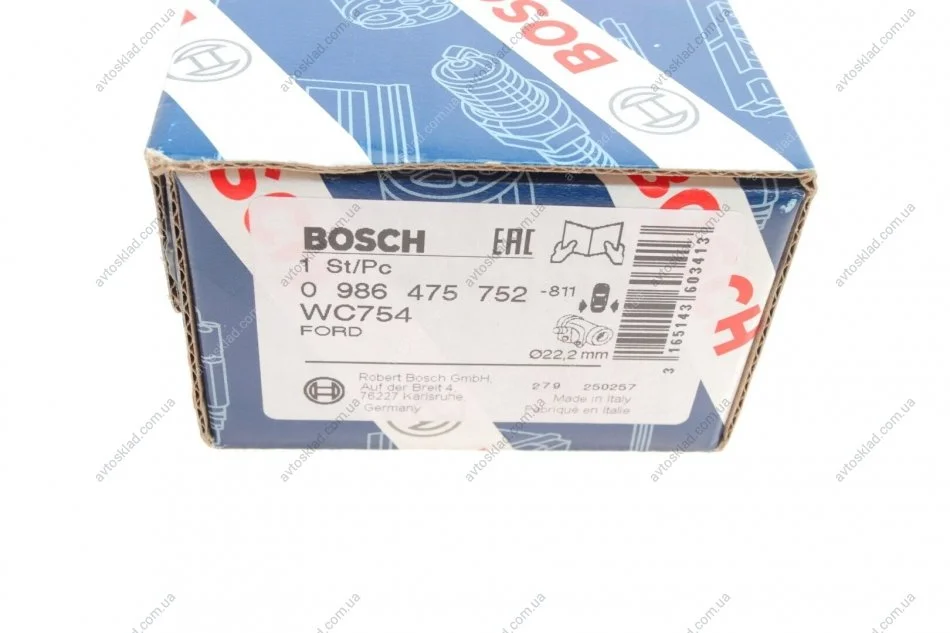 BOSCH
BOSCH
BOSCH
EAC
1 St/Pc
0 986 475 752 -811
WC754
FORD
Ø22,2 mm
3 165143 603413
Robert Bosch GmbH,
Auf der Breit 4,
76227 Karlsruhe,
Germany
279 250257
Made in Italy
Fabriqué en Italie
avtosklad.com.ua